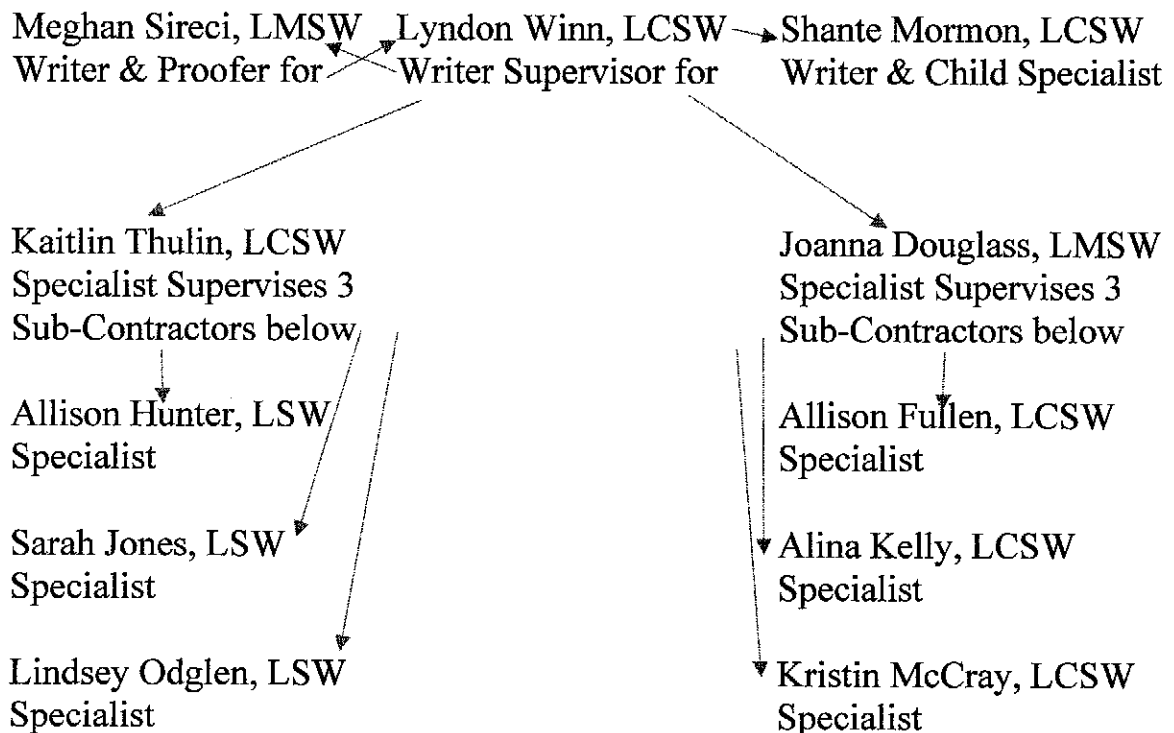 Meghan Sireci, LMSW
Writer & Proofer for
Lyndon Winn, LCSW
Writer Supervisor for
Shante Mormon, LCSW
Writer & Child Specialist
Kaitlin Thulin, LCSW
Specialist Supervises 3
Sub-Contractors below
Joanna Douglass, LMSW
Specialist Supervises 3
Sub-Contractors below
Allison Hunter, LSW
Specialist
Allison Fullen, LCSW
Specialist
Sarah Jones, LSW
Specialist
Alina Kelly, LCSW
Specialist
Lindsey Odglen, LSW
Specialist
Kristin McCray, LCSW
Specialist